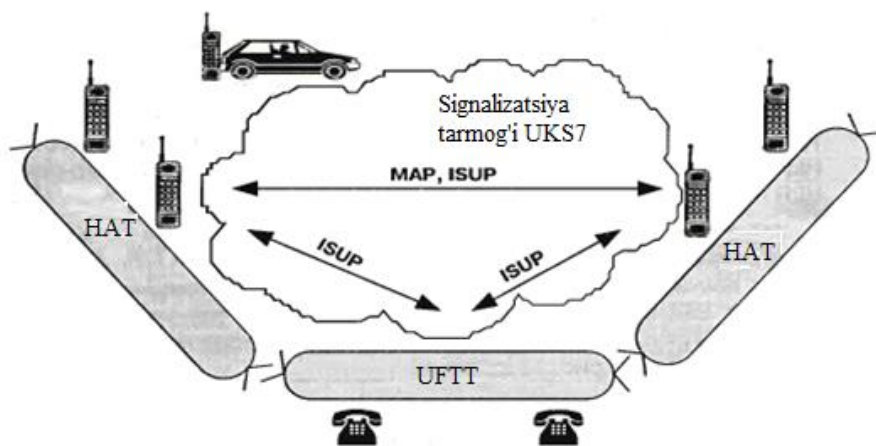 Signalizatsiya
tarmog'i UKS7
MAP, ISUP
HAT
HAT
ISUP
ISUP
UFTT